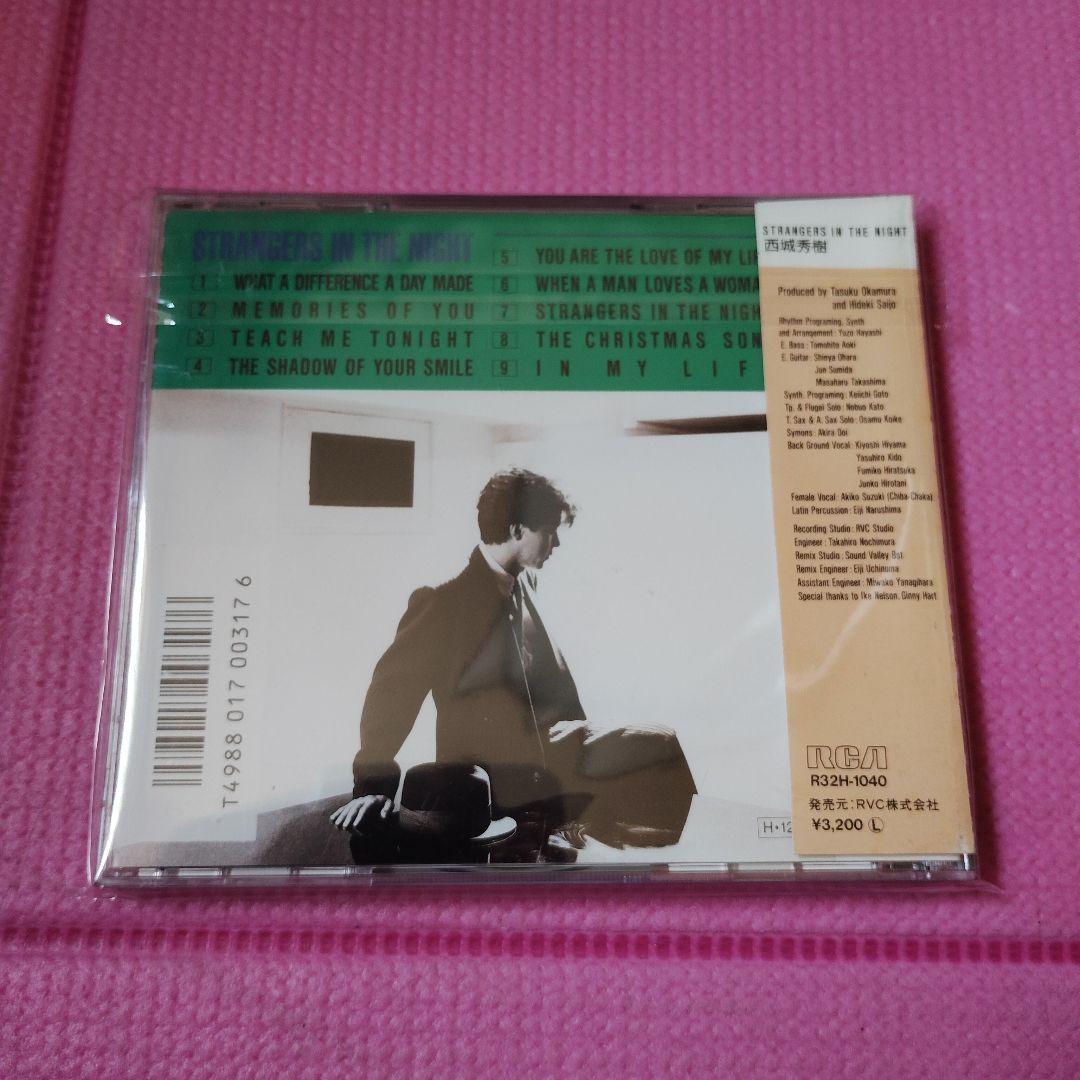 STRANGERS IN THE NIGHT
1 WHAT A DIFFERENCE A DAY MADE
2 MEMORIES OF YOU
3 TEACH ME TONIGHT
4 THE SHADOW OF YOUR SMILE
5 YOU ARE THE LOVE OF MY LI
6 WHEN A MAN LOVES A WOMA
7 STRANGERS IN THE NIGH
8 THE CHRISTMAS SON
9 IN MY LIF
T4988 017 00317 6
H・12
STRANGERS IN THE NIGHT
西城秀樹
Produced by Tasuku Okamura
and Hideki Saijo
Rhythm Programing, Synth
and Arrangement : Yuzo Hayashi
E. Bass : Tomohito Aoki
E. Guitar : Shinya Ohara
Jun Sumida
Masaharu Takashima
Synth. Programing : Keiichi Goto
Tp. & Flugel Solo : Nobuo Kato
T. Sax & A. Sax Solo : Osamu Koike
Symons : Akira Doi
Back Ground Vocal : Kiyoshi Hiyama
Yasuhiro Kido
Fumiko Hiratsuka
Junko Hirotani
Female Vocal : Akiko Suzuki (Chiba-Chaka)
Latin Percussion : Eiji Narushima
Recording Studio : RVC Studio
Engineer : Takahiro Nochimura
Remix Studio : Sound Valley Bst
Remix Engineer : Eiji Uchinuma
Assistant Engineer : Miwako Yanagihara
Special thanks to Ike Nelson, Ginny Hart
RCA
R32H-1040
発売元:RVC株式会社
¥3,200 Ⓛ